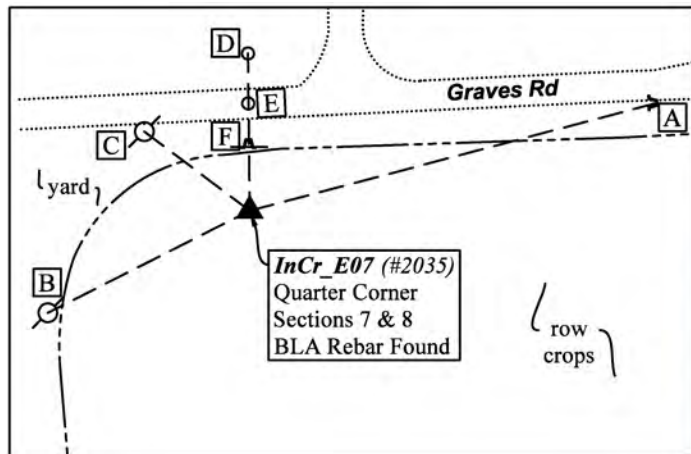 D
E
Graves Rd
A
C
F
yard
B
InCr_E07 (#2035)
Quarter Corner
Sections 7 & 8
BLA Rebar Found
row
crops